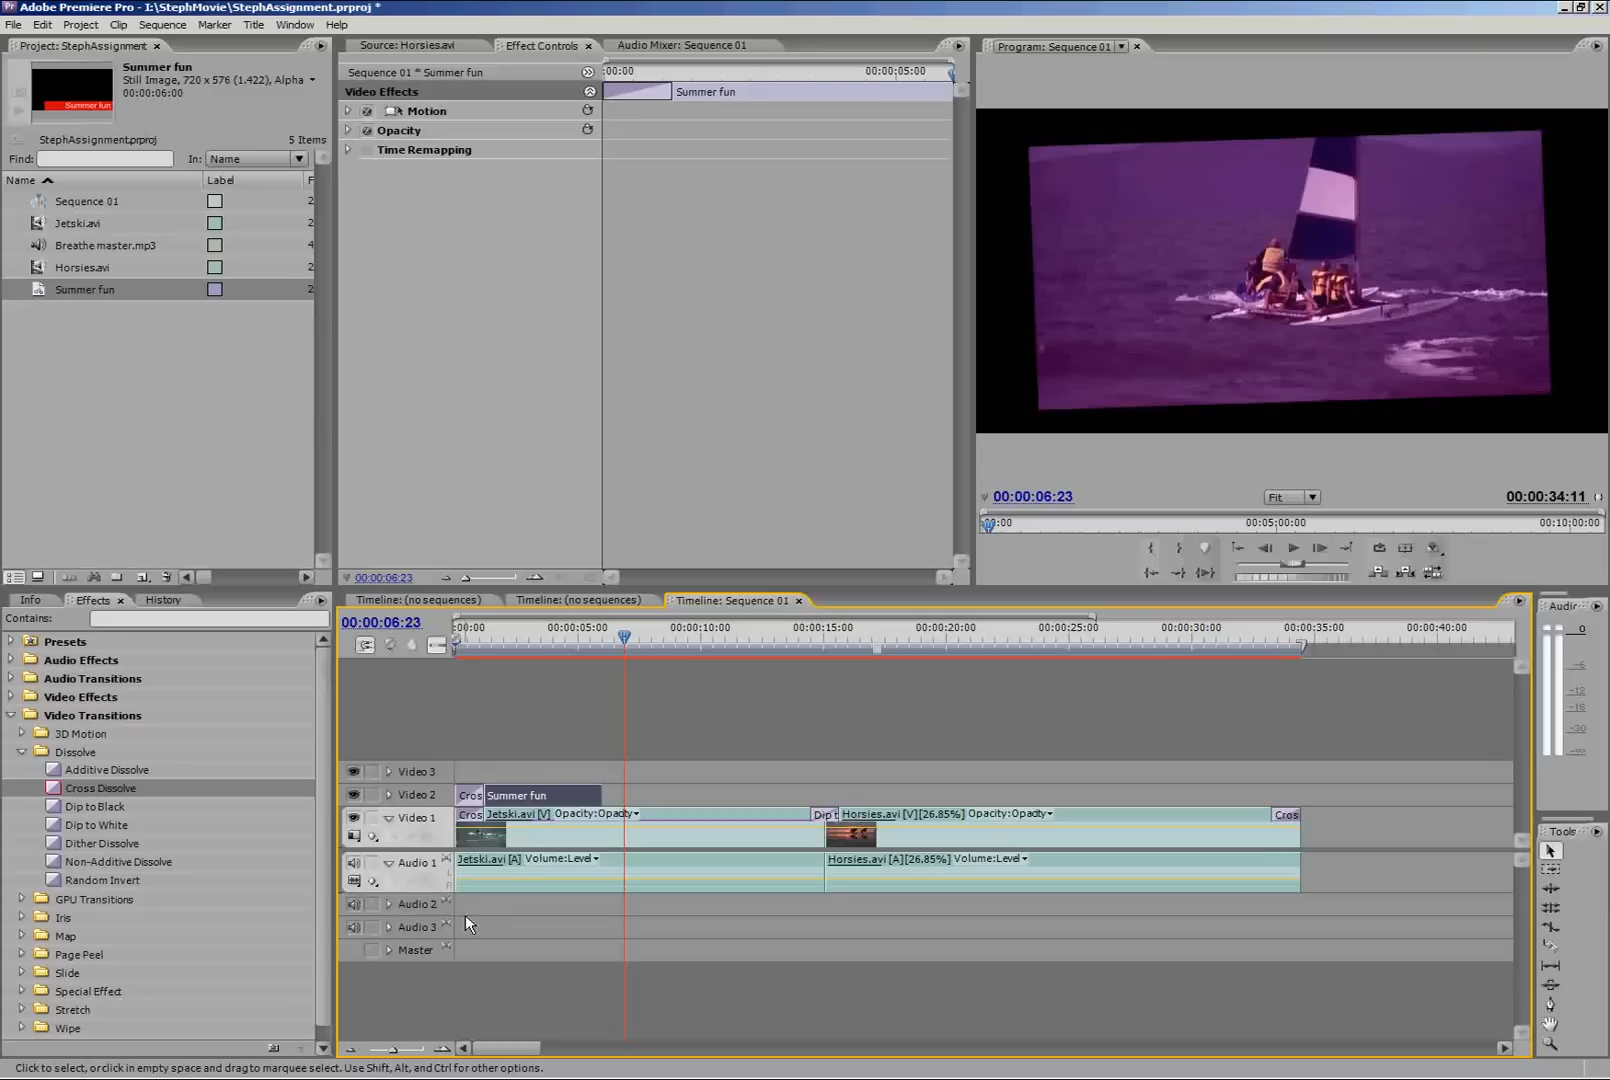 Adobe Premiere Pro - I:\StephMovie\StephAssignment.prproj *
File Edit Project Clip Sequence Marker Title Window Help
Project: StephAssignment
Summer fun
Still Image, 720 x 576 (1.422), Alpha
00:00:06:00
Summer fun
StephAssignment.prproj
5 Items
Find:
In: Name
Name
Label
F
Sequence 01
2
Jetski.avi
2
Breathe master.mp3
4
Horsies.avi
2
Summer fun
2
Source: Horsies.avi
Effect Controls
Audio Mixer: Sequence 01
Sequence 01 * Summer fun
:00:00
00:00:05:00
Video Effects
Summer fun
Motion
Opacity
Time Remapping
00:00:06:23
Program: Sequence 01
00:00:06:23
Fit
00:00:34:11
:00:00
00:05:00:00
00:10:00:00
Info
Effects
History
Contains:
Presets
Audio Effects
Audio Transitions
Video Effects
Video Transitions
3D Motion
Dissolve
Additive Dissolve
Cross Dissolve
Dip to Black
Dip to White
Dither Dissolve
Non-Additive Dissolve
Random Invert
GPU Transitions
Iris
Map
Page Peel
Slide
Special Effect
Stretch
Wipe
Timeline: (no sequences)
Timeline: (no sequences)
Timeline: Sequence 01
00:00:06:23
:00:00
00:00:05:00
00:00:10:00
00:00:15:00
00:00:20:00
00:00:25:00
00:00:30:00
00:00:35:00
00:00:40:00
Video 3
Video 2
Cros
Summer fun
Video 1
Cros
Jetski.avi [V] Opacity:Opacity
Dip t
Horsies.avi [V][26.85%] Opacity:Opacity
Cros
Audio 1
L
R
Jetski.avi [A] Volume:Level
Horsies.avi [A][26.85%] Volume:Level
Audio 2
Audio 3
Master
Audio
0
-6
-12
-18
-30
Tools
Click to select, or click in empty space and drag to marquee select. Use Shift, Alt, and Ctrl for other options.